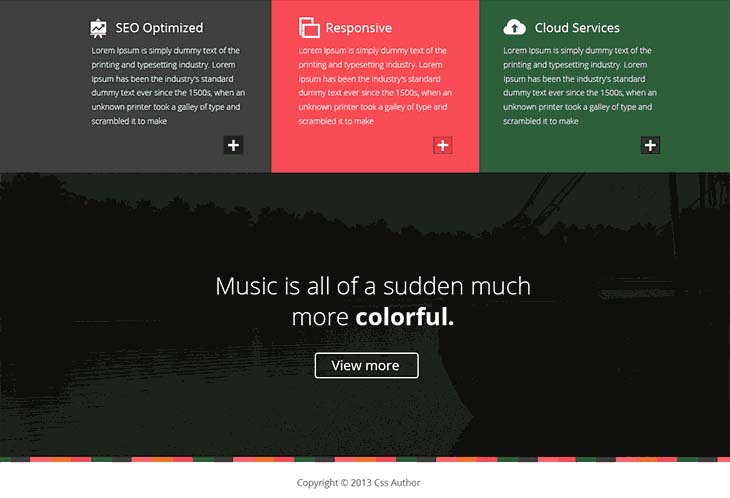 SEO Optimized
Lorem Ipsum is simply dummy text of the
printing and typesetting industry. Lorem
Ipsum has been the industry's standard
dummy text ever since the 1500s, when an
unknown printer took a galley of type and
scrambled it to make
Responsive
Lorem Ipsum is simply dummy text of the
printing and typesetting industry. Lorem
Ipsum has been the industry's standard
dummy text ever since the 1500s, when an
unknown printer took a galley of type and
scrambled it to make
Cloud Services
Lorem Ipsum is simply dummy text of the
printing and typesetting industry. Lorem
Ipsum has been the industry's standard
dummy text ever since the 1500s, when an
unknown printer took a galley of type and
scrambled it to make
Music is all of a sudden much
more colorful.
View more
Copyright © 2013 Css Author